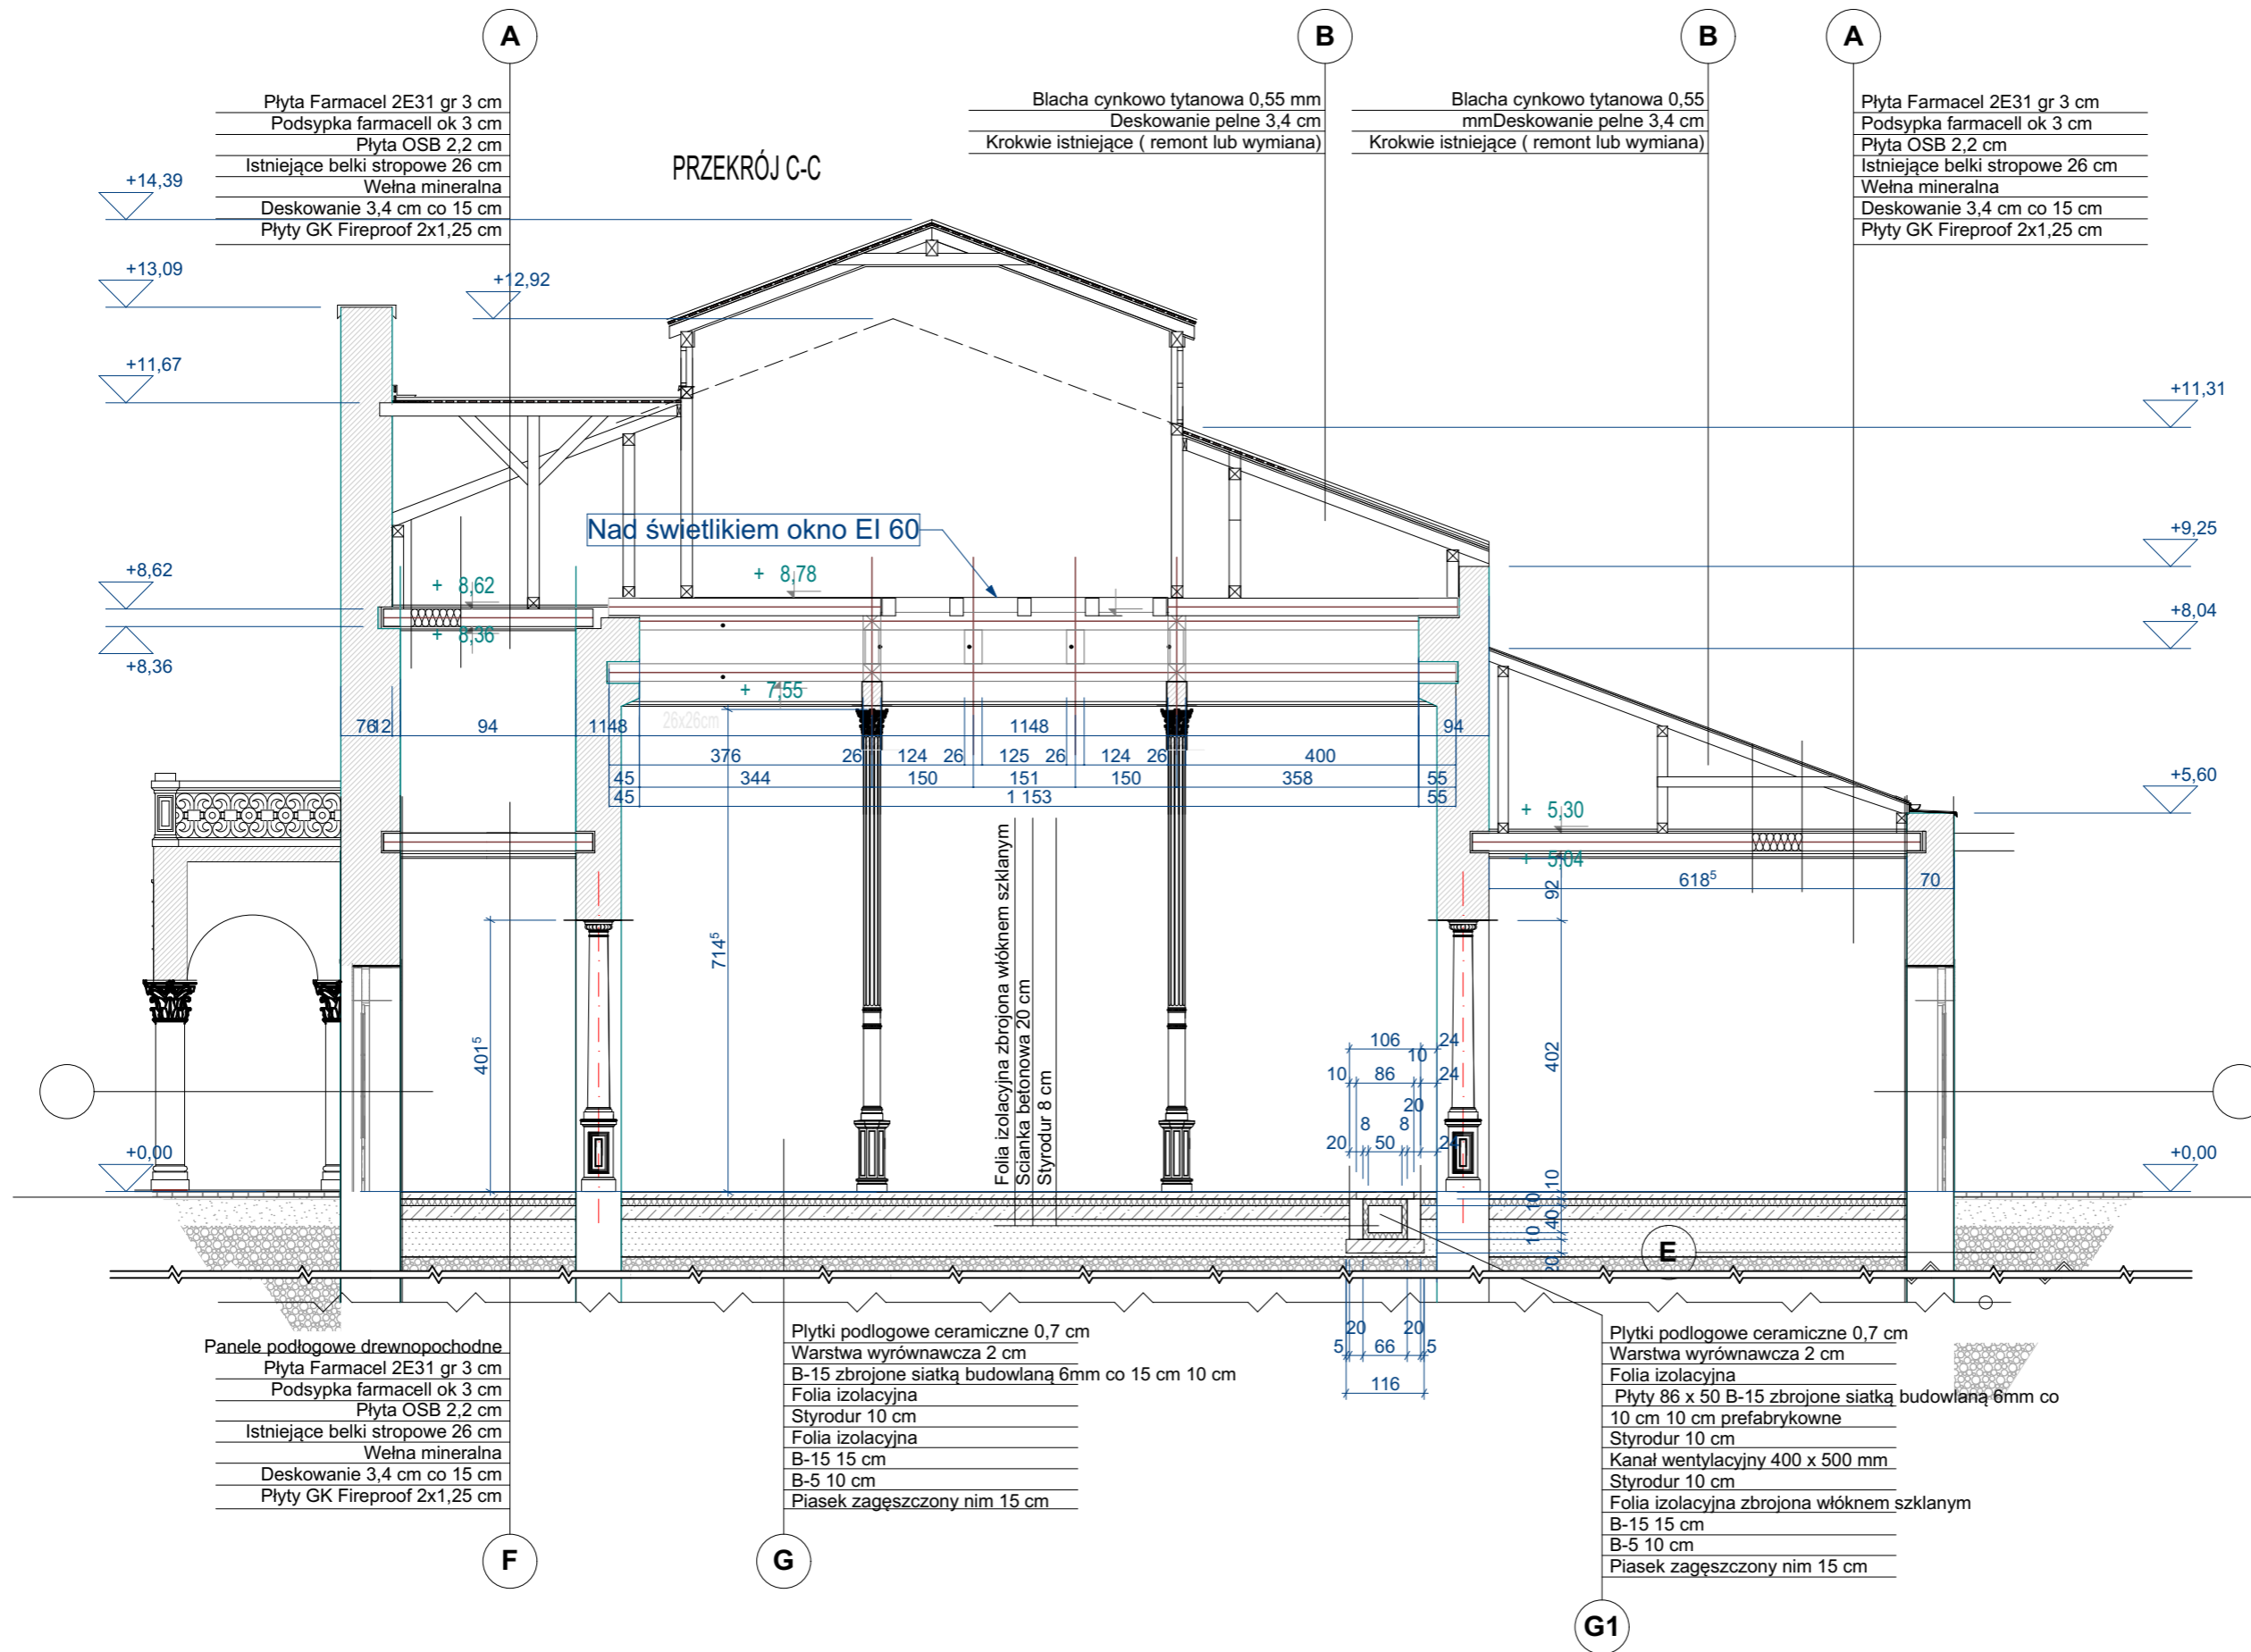 A
B
B
A
Płyta Farmacel 2E31 gr 3 cm
Podsypka farmacell ok 3 cm
Płyta OSB 2,2 cm
Istniejące belki stropowe 26 cm
Wełna mineralna
Deskowanie 3,4 cm co 15 cm
Płyty GK Fireproof 2x1,25 cm
Blacha cynkowo tytanowa 0,55 mm
Deskowanie pelne 3,4 cm
Krokwie istniejące ( remont lub wymiana)
Blacha cynkowo tytanowa 0,55
mmDeskowanie pelne 3,4 cm
Krokwie istniejące ( remont lub wymiana)
Płyta Farmacel 2E31 gr 3 cm
Podsypka farmacell ok 3 cm
Płyta OSB 2,2 cm
Istniejące belki stropowe 26 cm
Wełna mineralna
Deskowanie 3,4 cm co 15 cm
Płyty GK Fireproof 2x1,25 cm
PRZEKRÓJ C-C
+14,39
+13,09
+12,92
+11,67
+11,31
Nad świetlikiem okno EI 60
+9,25
+8,62
+ 8,62
+ 8,78
+8,04
+ 8,36
+8,36
+ 7,55
26x26cm
76 12 94 1148 1148 94
376 26 124 26 125 26 124 26 400
45 344 150 151 150 358 55
45 1 153 55
+5,60
+ 5,30
+ 5,04
618⁵ 70
92
714⁵
401⁵
402
Folia izolacyjna zbrojona włóknem szklanym
Scianka betonowa 20 cm
Styrodur 8 cm
106 24
10
10 86 24
20
8 8
20 50 24
+0,00
+0,00
10
10
40
10
20
E
20 20
5 66 5
116
Panele podłogowe drewnopochodne
Płyta Farmacel 2E31 gr 3 cm
Podsypka farmacell ok 3 cm
Płyta OSB 2,2 cm
Istniejące belki stropowe 26 cm
Wełna mineralna
Deskowanie 3,4 cm co 15 cm
Płyty GK Fireproof 2x1,25 cm
Plytki podlogowe ceramiczne 0,7 cm
Warstwa wyrównawcza 2 cm
B-15 zbrojone siatką budowlaną 6mm co 15 cm 10 cm
Folia izolacyjna
Styrodur 10 cm
Folia izolacyjna
B-15 15 cm
B-5 10 cm
Piasek zagęszczony nim 15 cm
Plytki podlogowe ceramiczne 0,7 cm
Warstwa wyrównawcza 2 cm
Folia izolacyjna
Płyty 86 x 50 B-15 zbrojone siatką budowlaną 6mm co
10 cm 10 cm prefabrykowne
Styrodur 10 cm
Kanał wentylacyjny 400 x 500 mm
Styrodur 10 cm
Folia izolacyjna zbrojona włóknem szklanym
B-15 15 cm
B-5 10 cm
Piasek zagęszczony nim 15 cm
F
G
G1